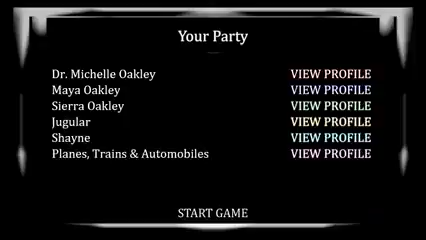 Your Party
Dr. Michelle Oakley VIEW PROFILE
Maya Oakley VIEW PROFILE
Sierra Oakley VIEW PROFILE
Jugular VIEW PROFILE
Shayne VIEW PROFILE
Planes, Trains & Automobiles VIEW PROFILE
START GAME